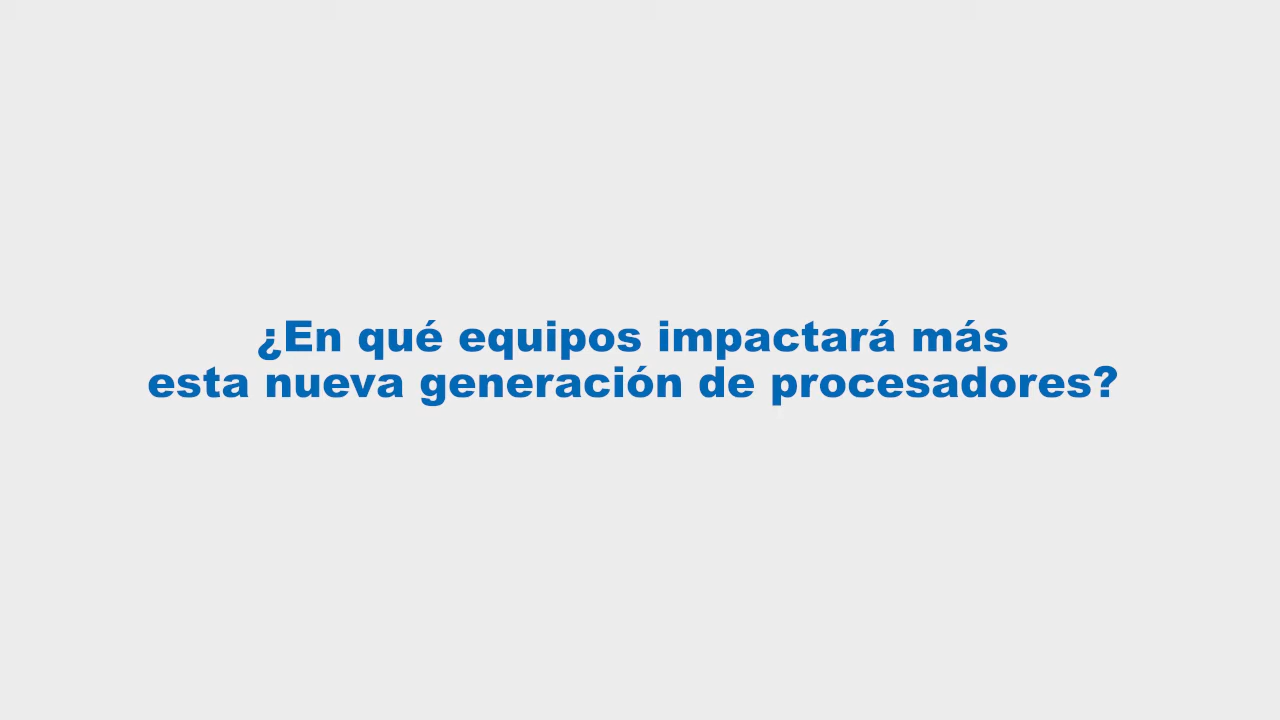 ¿En qué equipos impactará más
esta nueva generación de procesadores?